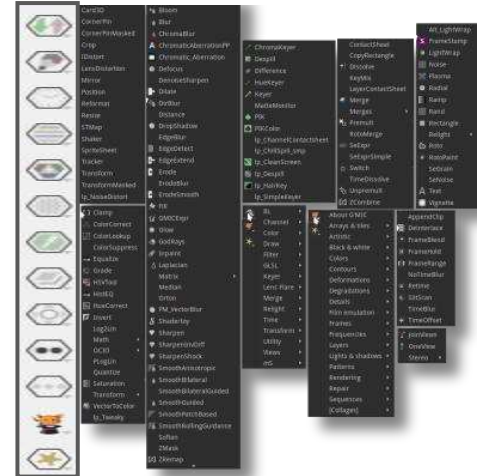 Card3D
CornerPin
CornerPinMasked
Crop
IDistort
LensDistortion
Mirror
Position
Reformat
Resize
STMap
Shaker
SpriteSheet
Tracker
Transform
TransformMasked
lp_NoiseDistort
Clamp
ColorCorrect
ColorLookup
ColorSuppress
Equalize
Grade
HSVTool
HistEQ
HueCorrect
Invert
Log2Lin
Math
OCIO
PLogLin
Quantize
Saturation
Transform
VectorToColor
lp_Tweaky
Bloom
Blur
ChromaBlur
ChromaticAberrationPP
Chromatic_Aberration
Defocus
DenoiseSharpen
Dilate
DirBlur
Distance
DropShadow
EdgeBlur
EdgeDetect
EdgeExtend
Erode
ErodeBlur
ErodeSmooth
FIX
GMICExpr
Glow
GodRays
Inpaint
Laplacian
Matrix
Median
Orton
PM_VectorBlur
Shadertoy
Sharpen
SharpenInvDiff
SharpenShock
SmoothAnisotropic
SmoothBilateral
SmoothBilateralGuided
SmoothGuided
SmoothPatchBased
SmoothRollingGuidance
Soften
ZMask
ZRemap
ChromaKeyer
Despill
Difference
HueKeyer
Keyer
MatteMonitor
PIK
PIKColor
lp_ChannelContactsheet
lp_CleanScreen
lp_Despill
lp_HairKey
lp_SimpleKeyer
BL
Channel
Color
Draw
Filter
GLSL
Keyer
Lens Flare
Merge
Relight
Time
Transform
Utility
Views
mS
ContactSheet
CopyRectangle
Dissolve
KeyMix
LayerContactSheet
Merge
Merges
Premult
RotoMerge
SeExpr
SeExprSimple
Switch
TimeDissolve
Unpremult
ZCombine
About G'MIC
Arrays & tiles
Artistic
Black & white
Colors
Contours
Deformations
Degradations
Details
Film emulation
Frames
Frequencies
Layers
Lights & shadows
Patterns
Rendering
Repair
Sequences
[Collages]
Alt_LightWrap
FrameStamp
LightWrap
Noise
Plasma
Radial
Ramp
Rand
Rectangle
Relight
Roto
RotoPaint
SeGrain
SeNoise
Text
Vignette
AppendClip
Deinterlace
FrameBlend
FrameHold
FrameRange
NoTimeBlur
Retime
SlitScan
TimeBlur
TimeOffset
JoinViews
OneView
Stereo